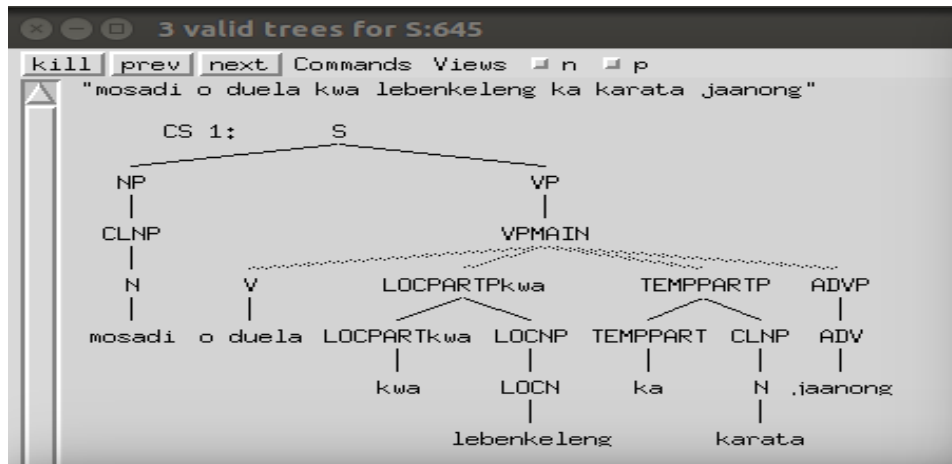 3 valid trees for S:645
kill prev next Commands Views n p
"mosadi o duela kwa lebenkeleng ka karata jaanong"
CS 1: S
NP VP
CLNP VPMAIN
N V LOCPARTPkwa TEMPPARTP ADVP
mosadi o duela LOCPARTkwa LOCNP TEMPPART CLNP ADV
kwa LOCN ka N jaanong
lebenkeleng karata